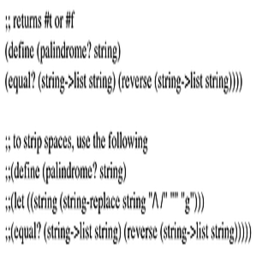 ;; returns #t or #f
(define (palindrome? string)
(equal? (string->list string) (reverse (string->list string))))
;; to strip spaces, use the following
;;(define (palindrome? string)
;;(let ((string (string-replace string "/\ /" """ "g")))
;;(equal? (string->list string) (reverse (string->list string)))))